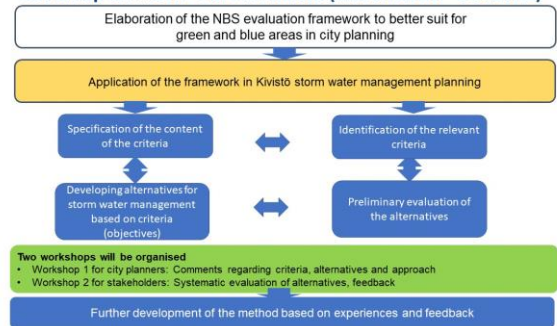 Elaboration of the NBS evaluation framework to better suit for
green and blue areas in city planning
Application of the framework in Kivistö storm water management planning
Specification of the content
of the criteria
Identification of the relevant
criteria
Developing alternatives for
storm water management
based on criteria
(objectives)
Preliminary evaluation of
the alternatives
Two workshops will be organised
• Workshop 1 for city planners: Comments regarding criteria, alternatives and approach
• Workshop 2 for stakeholders: Systematic evaluation of alternatives, feedback
Further development of the method based on experiences and feedback